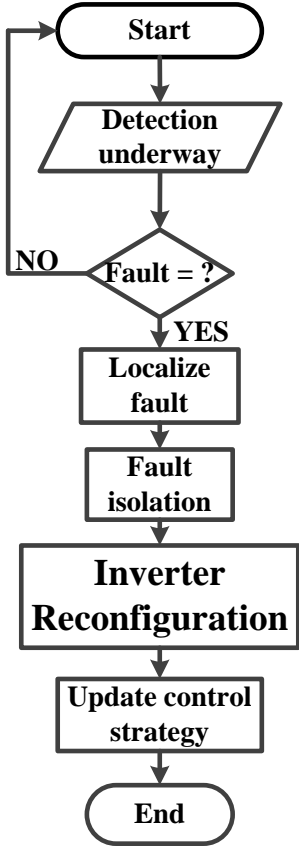 Start
Detection
underway
NO
Fault = ?
YES
Localize
fault
Fault
isolation
Inverter
Reconfiguration
Update control
strategy
End